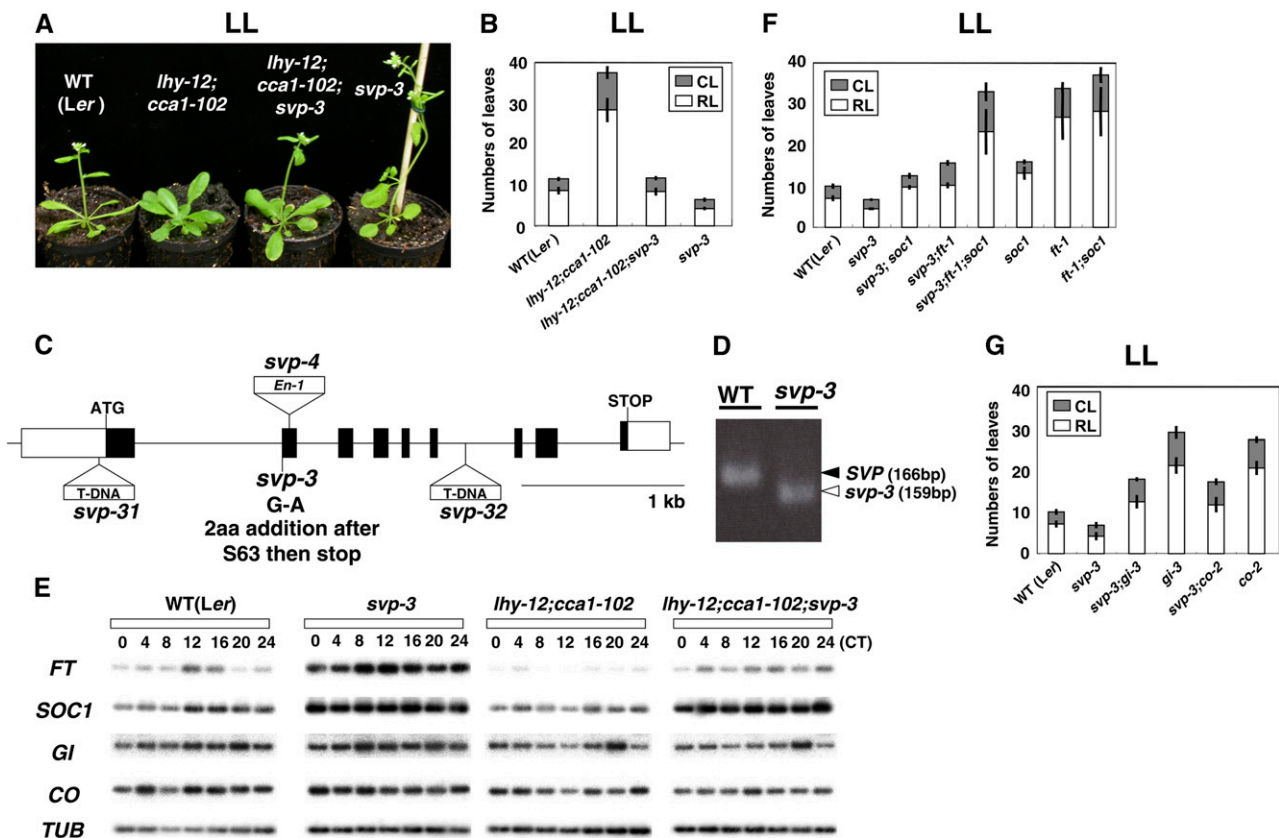 A
LL
WT
(Ler)
lhy-12;
cca1-102
lhy-12;
cca1-102;
svp-3
svp-3
B
LL
Numbers of leaves
40
30
20
10
0
CL
RL
WT(Ler)
lhy-12;cca1-102
lhy-12;cca1-102;svp-3
svp-3
F
LL
Numbers of leaves
40
30
20
10
0
CL
RL
WT(Ler)
svp-3
svp-3; soc1
svp-3;ft-1
svp-3;ft-1;soc1
soc1
ft-1
ft-1;soc1
C
svp-4
En-1
ATG
STOP
T-DNA
svp-31
svp-3
G-A
2aa addition after
S63 then stop
T-DNA
svp-32
1 kb
D
WT
svp-3
SVP (166bp)
svp-3 (159bp)
G
LL
Numbers of leaves
40
30
20
10
0
CL
RL
WT (Ler)
svp-3
svp-3;gi-3
gi-3
svp-3;co-2
co-2
E
WT(Ler)
svp-3
lhy-12;cca1-102
lhy-12;cca1-102;svp-3
0 4 8 12 16 20 24
0 4 8 12 16 20 24
0 4 8 12 16 20 24
0 4 8 12 16 20 24 (CT)
FT
SOC1
GI
CO
TUB